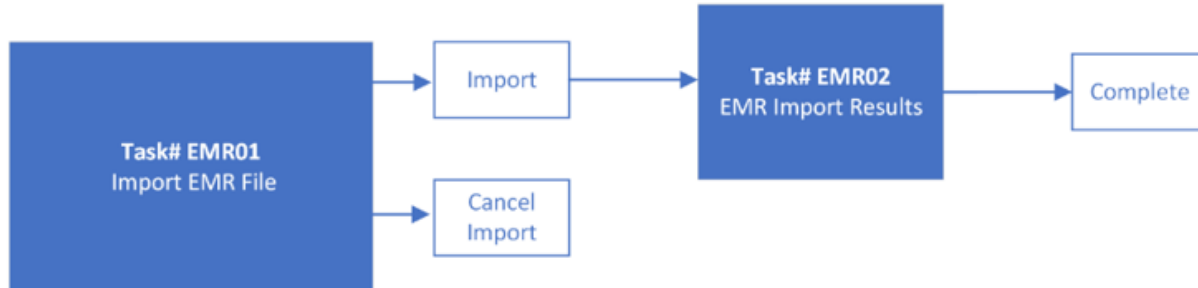 Task# EMR01
Import EMR File
Import
Cancel
Import
Task# EMR02
EMR Import Results
Complete